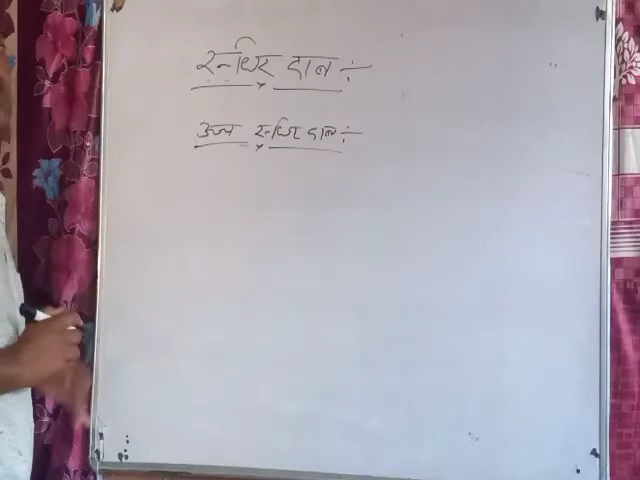 रुधिर दाब :-
उच्च रुधिर दाब :-